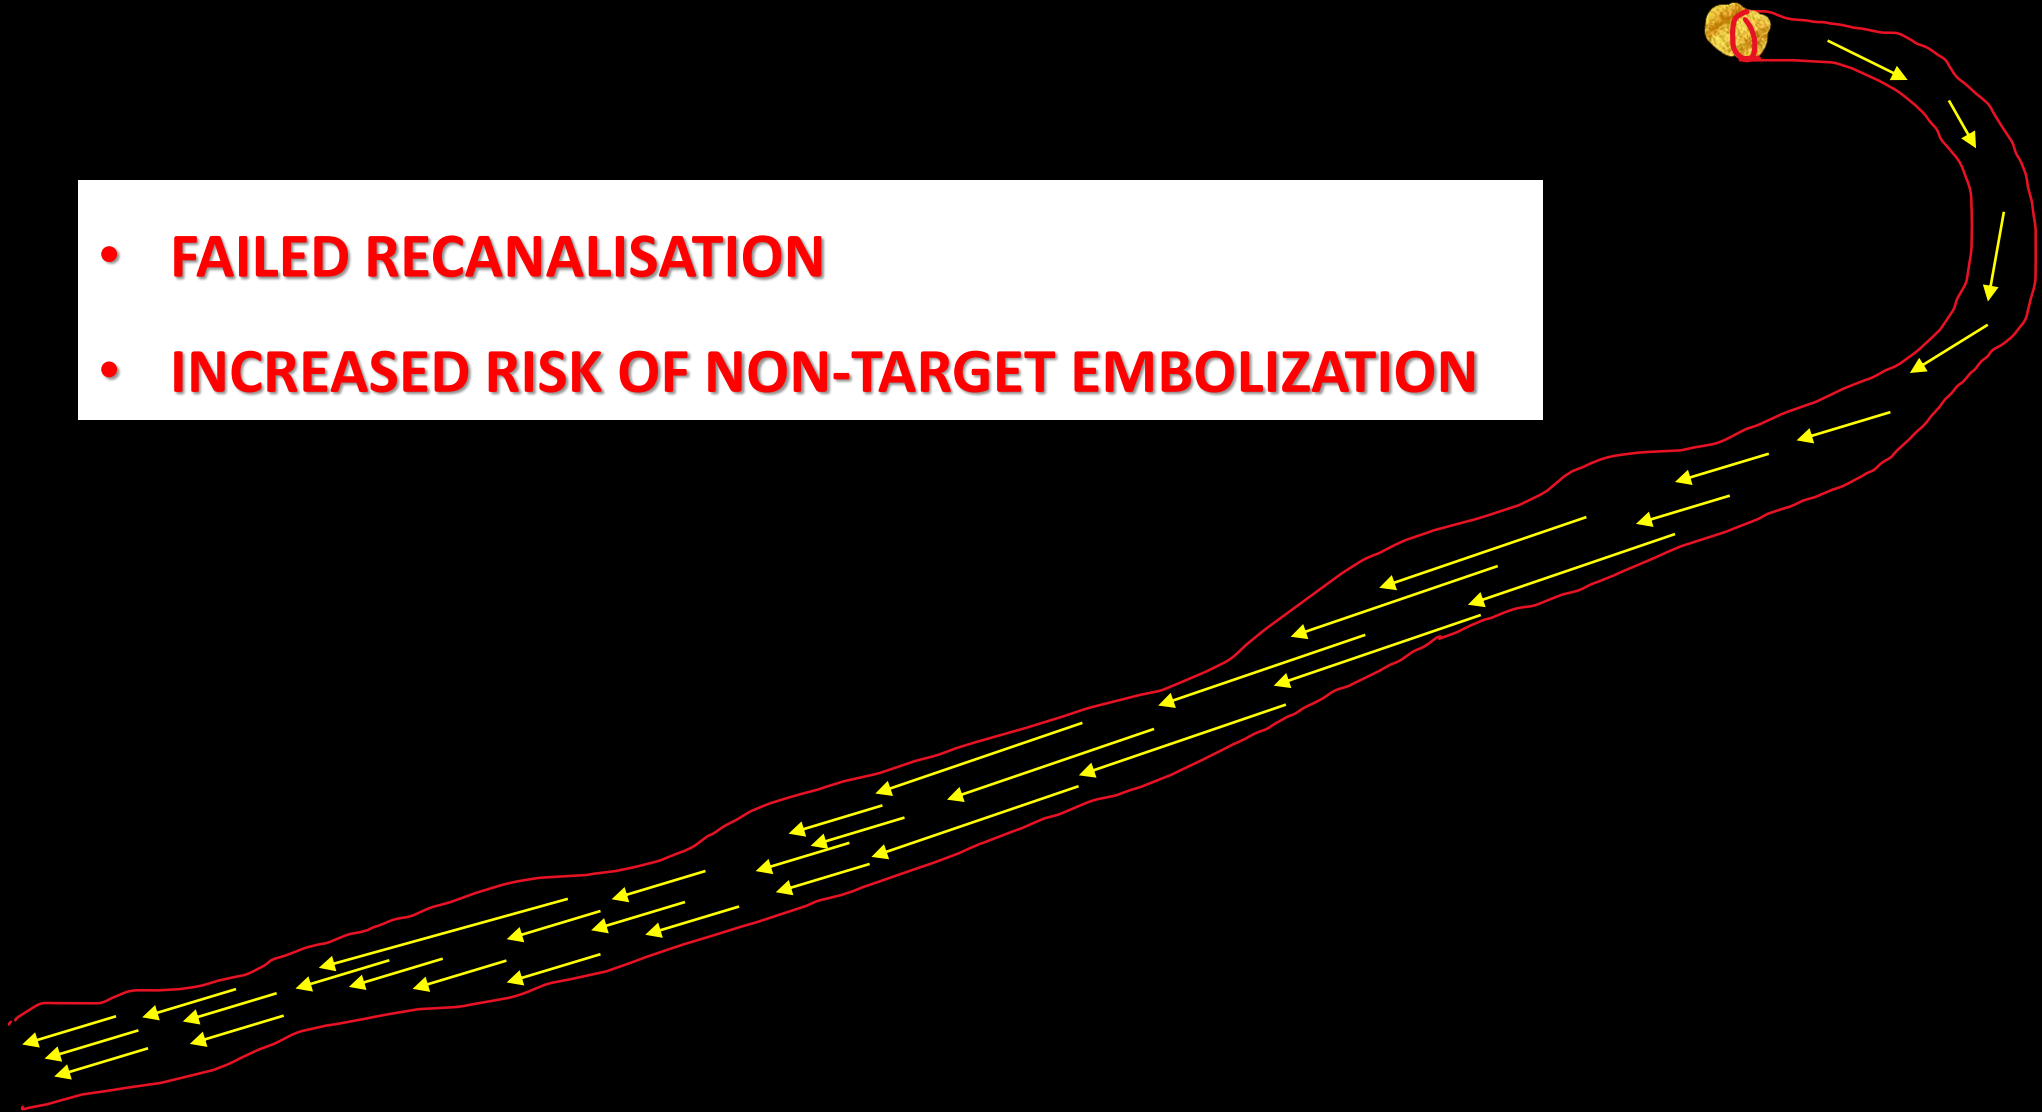 • FAILED RECANALISATION
• INCREASED RISK OF NON-TARGET EMBOLIZATION